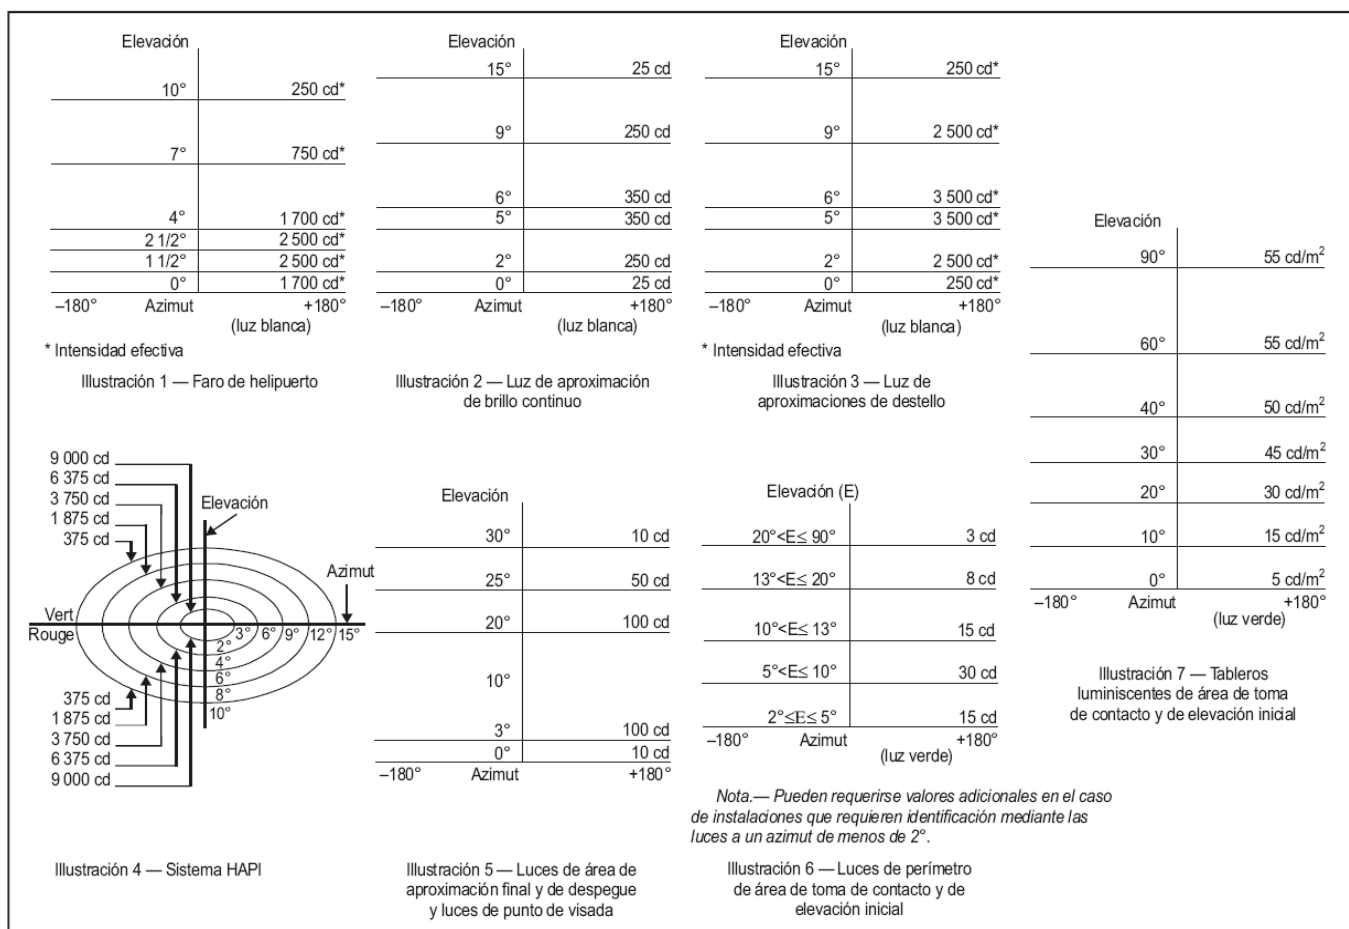 Elevación
10° 250 cd*
7° 750 cd*
4° 1 700 cd*
2 1/2° 2 500 cd*
1 1/2° 2 500 cd*
0° 1 700 cd*
–180° Azimut +180°
(luz blanca)
* Intensidad efectiva
Illustración 1 — Faro de helipuerto
Elevación
15° 25 cd
9° 250 cd
6° 350 cd
5° 350 cd
2° 250 cd
0° 25 cd
–180° Azimut +180°
(luz blanca)
Illustración 2 — Luz de aproximación
de brillo continuo
Elevación
15° 250 cd*
9° 2 500 cd*
6° 3 500 cd*
5° 3 500 cd*
2° 2 500 cd*
0° 250 cd*
–180° Azimut +180°
(luz blanca)
* Intensidad efectiva
Illustración 3 — Luz de
aproximaciones de destello
9 000 cd
6 375 cd
3 750 cd
1 875 cd
375 cd
Elevación
Azimut
Vert
Rouge
3° 6° 9° 12° 15°
2°
4°
6°
8°
10°
375 cd
1 875 cd
3 750 cd
6 375 cd
9 000 cd
Illustración 4 — Sistema HAPI
Elevación
30° 10 cd
25° 50 cd
20° 100 cd
10°
3° 100 cd
0° 10 cd
–180° Azimut +180°
Illustración 5 — Luces de área de
aproximación final y de despegue
y luces de punto de visada
Elevación (E)
20°<E≤ 90° 3 cd
13°<E≤ 20° 8 cd
10°<E≤ 13° 15 cd
5°<E≤ 10° 30 cd
2°≤E≤ 5° 15 cd
–180° Azimut +180°
(luz verde)
Nota.— Pueden requerirse valores adicionales en el caso
de instalaciones que requieren identificación mediante las
luces a un azimut de menos de 2°.
Illustración 6 — Luces de perímetro
de área de toma de contacto y de
elevación inicial
Elevación
90° 55 cd/m²
60° 55 cd/m²
40° 50 cd/m²
30° 45 cd/m²
20° 30 cd/m²
10° 15 cd/m²
0° 5 cd/m²
–180° Azimut +180°
(luz verde)
Illustración 7 — Tableros
luminiscentes de área de toma
de contacto y de elevación inicial